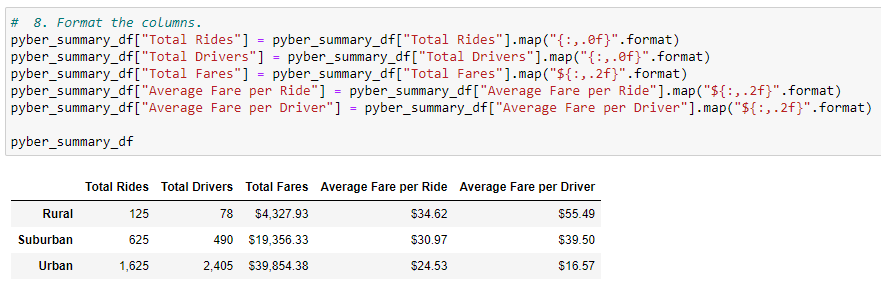 # 8. Format the columns.
pyber_summary_df["Total Rides"] = pyber_summary_df["Total Rides"].map("{:,.0f}".format)
pyber_summary_df["Total Drivers"] = pyber_summary_df["Total Drivers"].map("{:,.0f}".format)
pyber_summary_df["Total Fares"] = pyber_summary_df["Total Fares"].map("${:,.2f}".format)
pyber_summary_df["Average Fare per Ride"] = pyber_summary_df["Average Fare per Ride"].map("${:,.2f}".format)
pyber_summary_df["Average Fare per Driver"] = pyber_summary_df["Average Fare per Driver"].map("${:,.2f}".format)
pyber_summary_df
Total Rides Total Drivers Total Fares Average Fare per Ride Average Fare per Driver
Rural 125 78 $4,327.93 $34.62 $55.49
Suburban 625 490 $19,356.33 $30.97 $39.50
Urban 1,625 2,405 $39,854.38 $24.53 $16.57